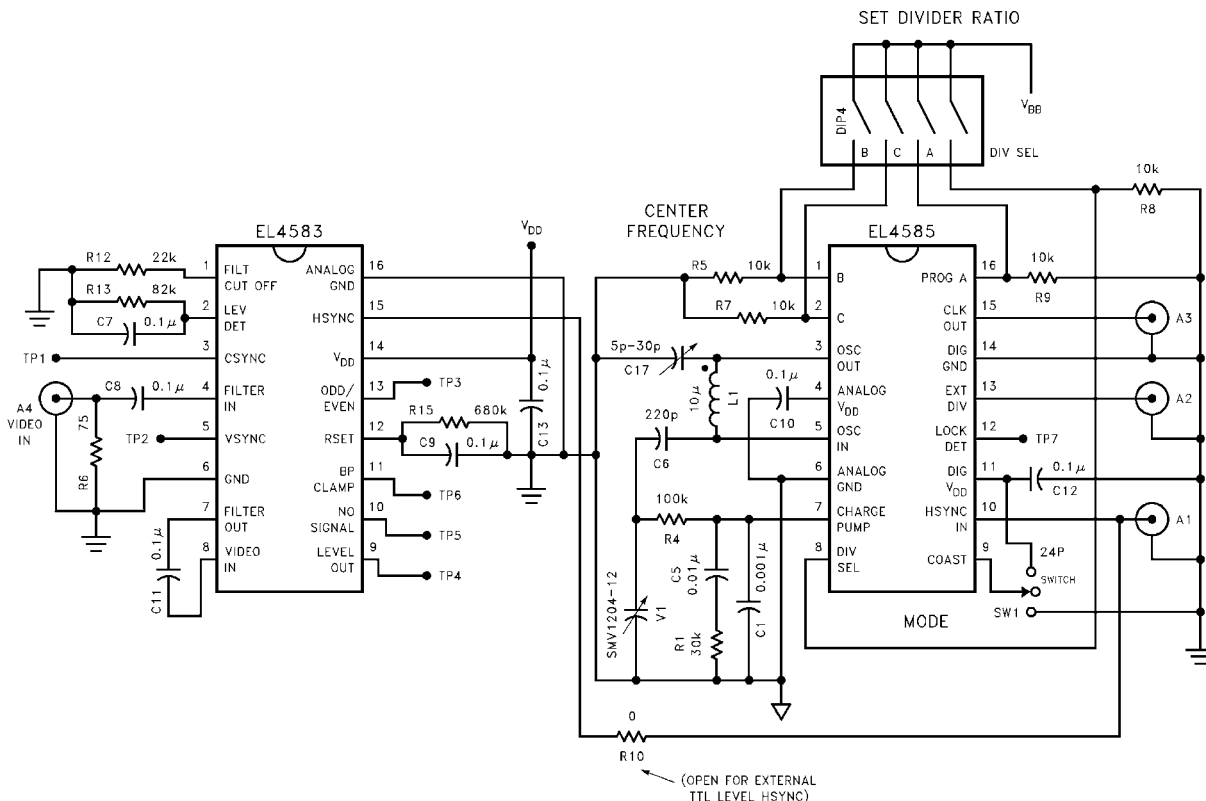 SET DIVIDER RATIO
V_BB
DIP4
B
C
A
DIV SEL
10k
R8
CENTER
FREQUENCY
V_DD
EL4583
R12
22k
R13
82k
C7
0.1μ
1
FILT
CUT OFF
2
LEV
DET
3
CSYNC
4
FILTER
IN
5
VSYNC
6
GND
7
FILTER
OUT
8
VIDEO
IN
ANALOG
GND
16
HSYNC
15
V_DD
14
ODD/
EVEN
13
RSET
12
BP
CLAMP
11
NO
SIGNAL
10
LEVEL
OUT
9
TP1
C8
0.1μ
A4
VIDEO
IN
75
R6
TP2
0.1μ
C11
TP3
R15
680k
C9
0.1μ
0.1μ
C13
TP6
TP5
TP4
EL4585
R5
10k
R7
10k
5p-30p
C17
10μ
L1
0.1μ
C10
220p
C6
100k
R4
SMV1204-12
V1
C5
0.01μ
R1
30k
0.001μ
C1
1
B
2
C
3
OSC
OUT
4
ANALOG
V_DD
5
OSC
IN
6
ANALOG
GND
7
CHARGE
PUMP
8
DIV
SEL
PROG A
16
CLK
OUT
15
DIG
GND
14
EXT
DIV
13
LOCK
DET
12
DIG
V_DD
11
HSYNC
IN
10
COAST
9
10k
R9
A3
A2
TP7
0.1μ
C12
A1
24P
SWITCH
SW1
MODE
0
R10
(OPEN FOR EXTERNAL
TTL LEVEL HSYNC)